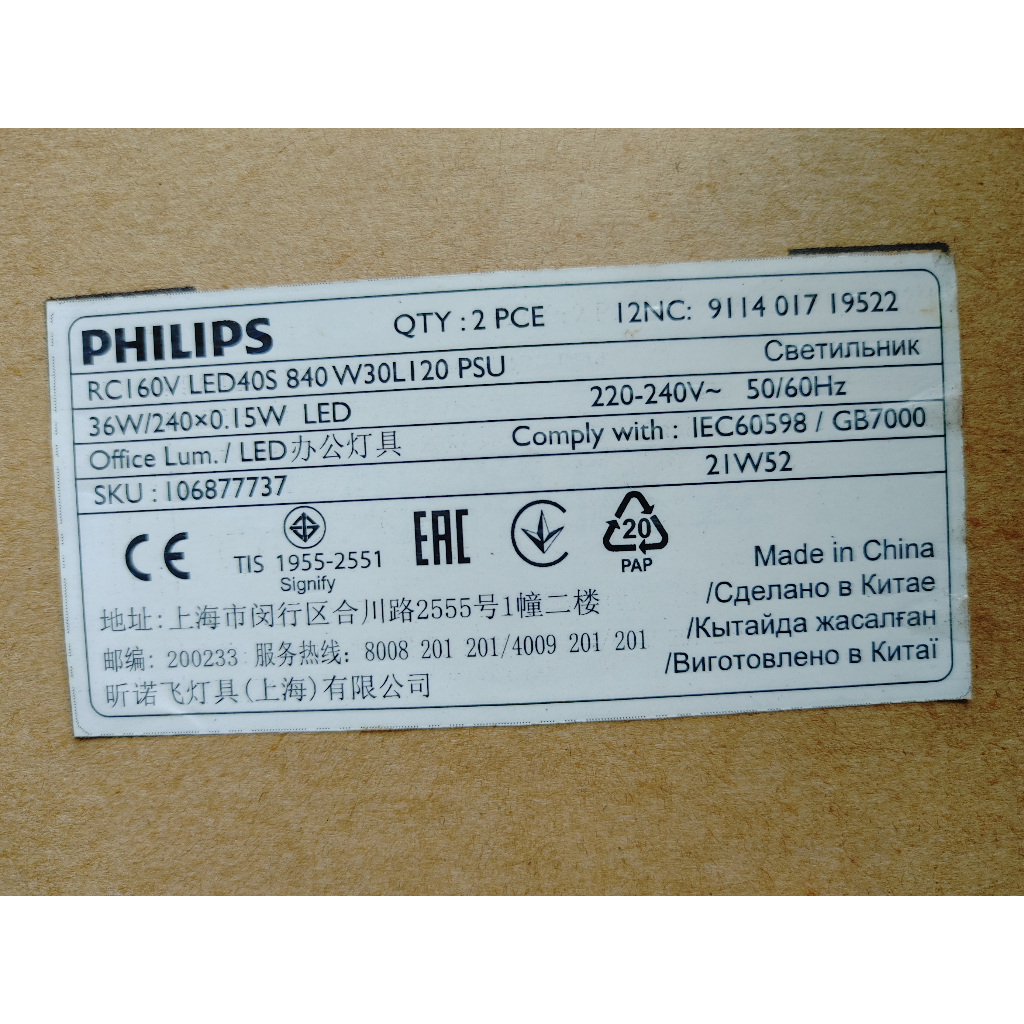 PHILIPS QTY : 2 PCE 12NC: 9114 017 19522
RC160V LED40S 840 W30L120 PSU Светильник
36W/240×0.15W LED 220-240V~ 50/60Hz
Office Lum. / LED办公灯具 Comply with : IEC60598 / GB7000
SKU : 106877737 21W52
CE
TIS 1955-2551
Signify
EAC
20
PAP
Made in China
/Сделано в Китае
/Кытайда жасалған
/Виготовлено в Китаї
地址: 上海市闵行区合川路2555号1幢二楼
邮编: 200233 服务热线: 8008 201 201/4009 201 201
昕诺飞灯具(上海)有限公司